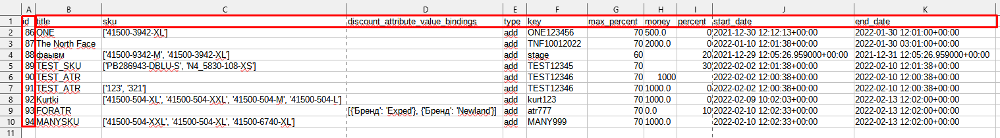 A B C D E F G H I J K
1 id title sku discount_attribute_value_bindings type key max_percent money percent start_date end_date
2 86 ONE ['41500-3942-XL'] add ONE123456 70 500.0 0 2021-12-30 12:12:13+00:00 2022-01-30 12:01:00+00:00
3 87 The North Face add TNF10012022 70 2000.0 0 2022-01-10 12:01:38+00:00 2022-01-30 03:01:00+00:00
4 88 фаывм ['41500-9342-M', '41500-3942-XL'] add stage 60 20 2021-12-29 12:05:26.959000+00:00 2021-12-31 12:05:26.959000+00:00
5 89 TEST_SKU ['PB286943-DBLU-S', 'N4_5830-108-XS'] add TEST12345 70 30 2022-02-02 12:01:38+00:00 2022-02-10 12:01:38+00:00
6 90 TEST_ATR add TEST12346 70 1000 2022-02-02 12:00:38+00:00 2022-02-10 12:00:38+00:00
7 91 TEST_ATR ['123', '321'] add TEST12346 70 1000.0 0 2022-02-02 12:00:38+00:00 2022-02-10 12:00:38+00:00
8 92 Kurtki ['41500-504-XL', '41500-504-XXL', '41500-504-M', '41500-504-L'] add kurt123 70 1000.0 0 2022-02-09 10:02:03+00:00 2022-02-13 12:02:00+00:00
9 93 FORATR [{'Бренд': 'Exped'}, {'Бренд': 'Newland'}] add atr777 70 0.0 10 2022-02-10 12:02:33+00:00 2022-02-13 12:02:00+00:00
10 94 MANYSKU ['41500-504-XXL', '41500-504-XL', '41500-6740-XL'] add MANY999 70 1000.0 2022-02-10 12:02:33+00:00 2022-02-13 12:02:00+00:00
11